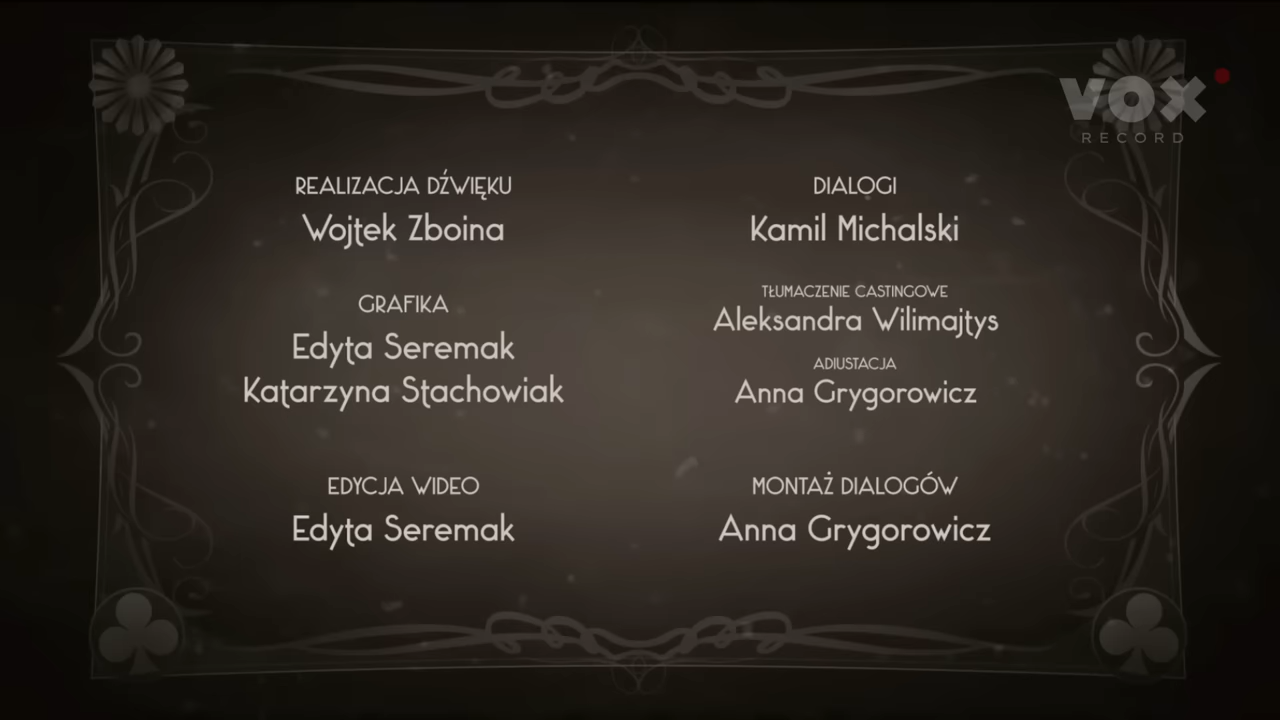 VOX
RECORD
REALIZACJA DŹWIĘKU
Wojtek Zboina
GRAFIKA
Edyta Seremak
Katarzyna Stachowiak
EDYCJA WIDEO
Edyta Seremak
DIALOGI
Kamil Michalski
TŁUMACZENIE CASTINGOWE
Aleksandra Wilimajtys
ADIUSTACJA
Anna Grygorowicz
MONTAŻ DIALOGÓW
Anna Grygorowicz